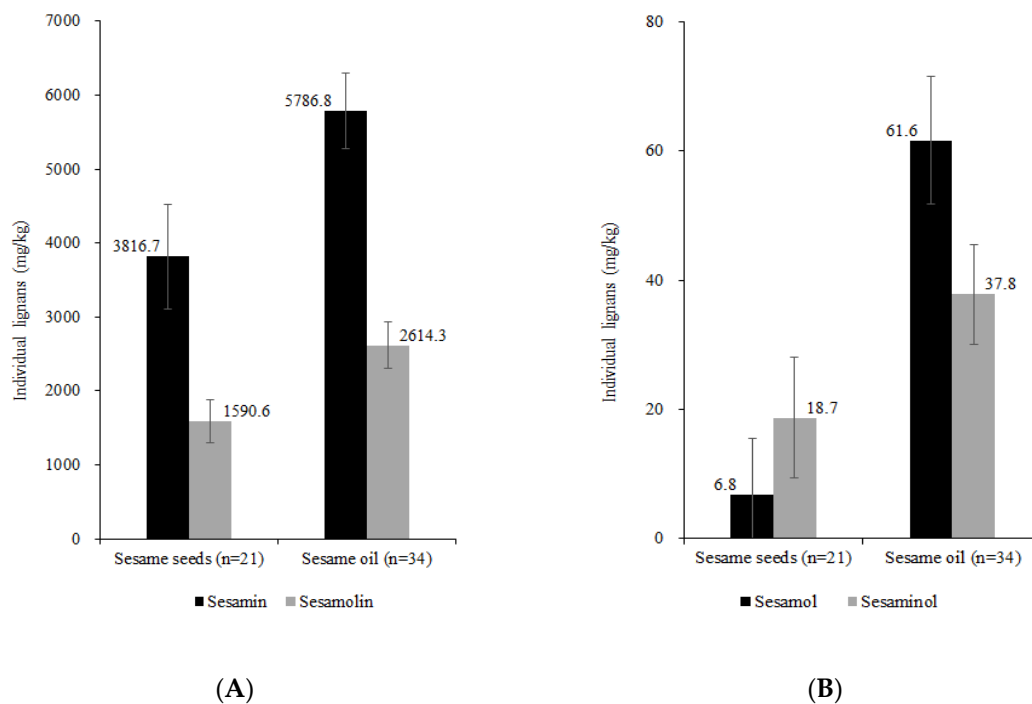 7000
6000
5000
4000
3000
2000
1000
0
Individual lignans (mg/kg)
3816.7
1590.6
5786.8
2614.3
Sesame seeds (n=21)
Sesame oil (n=34)
Sesamin
Sesamolin
(A)
80
60
40
20
0
Individual lignans (mg/kg)
6.8
18.7
61.6
37.8
Sesame seeds (n=21)
Sesame oil (n=34)
Sesamol
Sesaminol
(B)